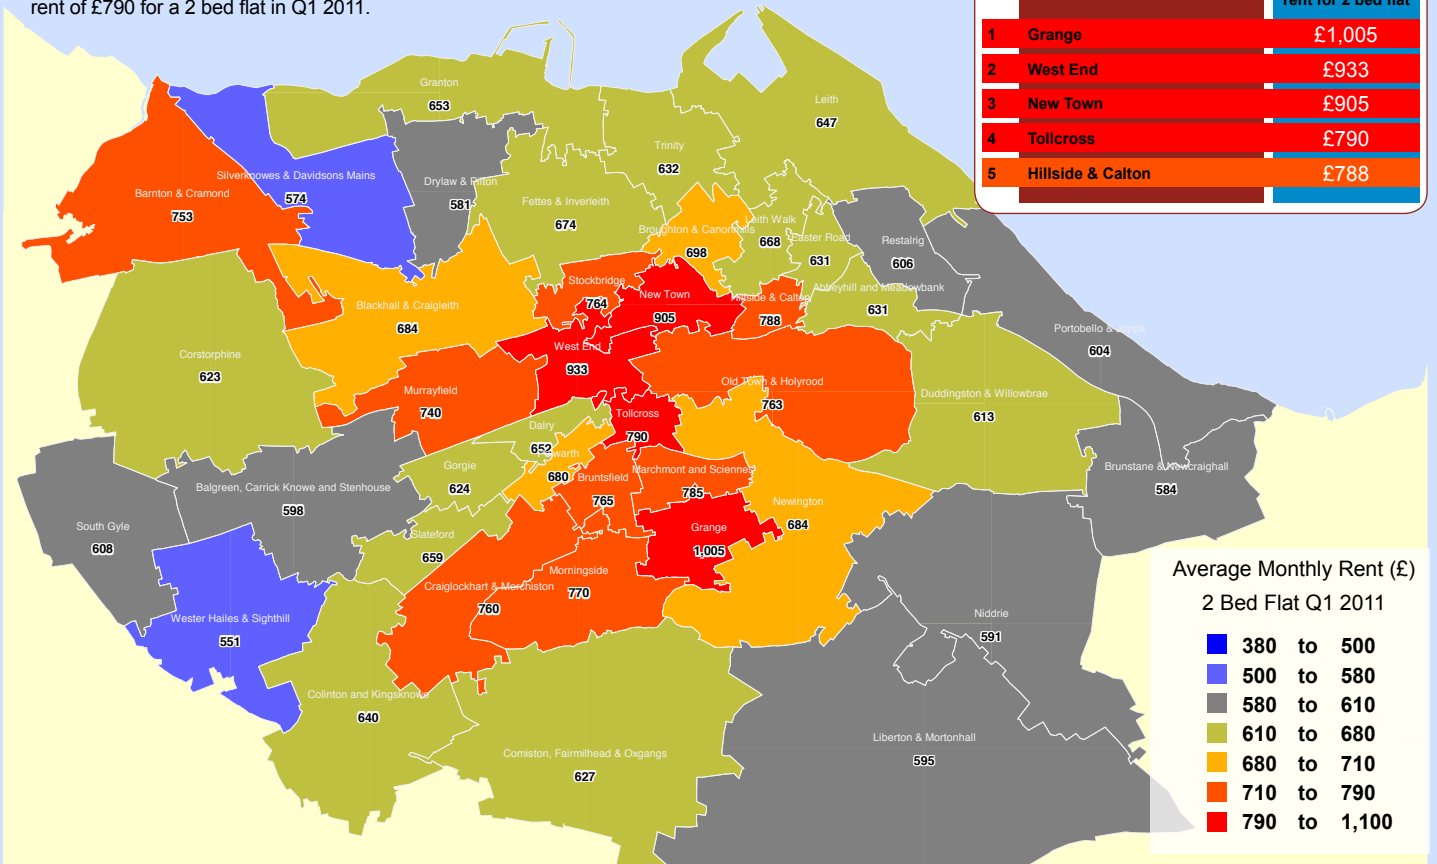 rent of £790 for a 2 bed flat in Q1 2011.
rent for 2 bed flat
1 Grange £1,005
2 West End £933
3 New Town £905
4 Tollcross £790
5 Hillside & Calton £788
Granton
653
Leith
647
Trinity
632
Silverknowes & Davidsons Mains
574
Drylaw & Pilton
581
Barnton & Cramond
753
Fettes & Inverleith
674
Broughton & Canonmills
698
Leith Walk
668
Easter Road
631
Restalrig
606
Stockbridge
764
New Town
905
Hillside & Calton
788
Abbeyhill and Meadowbank
631
Blackhall & Craigleith
684
Portobello & Joppa
604
Corstorphine
623
West End
933
Murrayfield
740
Old Town & Holyrood
763
Duddingston & Willowbrae
613
Tollcross
790
Dalry
652
Polwarth
680
Gorgie
624
Bruntsfield
765
Marchmont and Sciennes
785
Brunstane & Newcraighall
584
Balgreen, Carrick Knowe and Stenhouse
598
Newington
684
South Gyle
608
Grange
1,005
Slateford
659
Morningside
770
Craiglockhart & Merchiston
760
Wester Hailes & Sighthill
551
Niddrie
591
Colinton and Kingsknowe
640
Liberton & Mortonhall
595
Comiston, Fairmilhead & Oxgangs
627
Average Monthly Rent (£)
2 Bed Flat Q1 2011
380 to 500
500 to 580
580 to 610
610 to 680
680 to 710
710 to 790
790 to 1,100